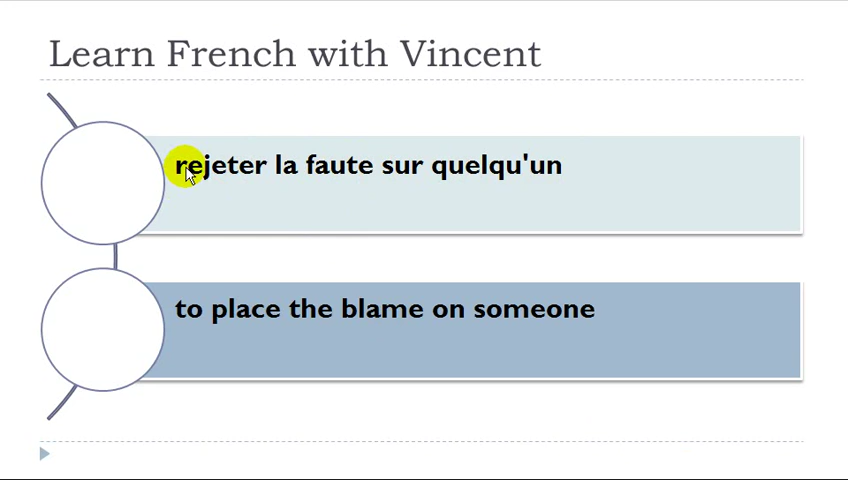 Learn French with Vincent
rejeter la faute sur quelqu'un
to place the blame on someone